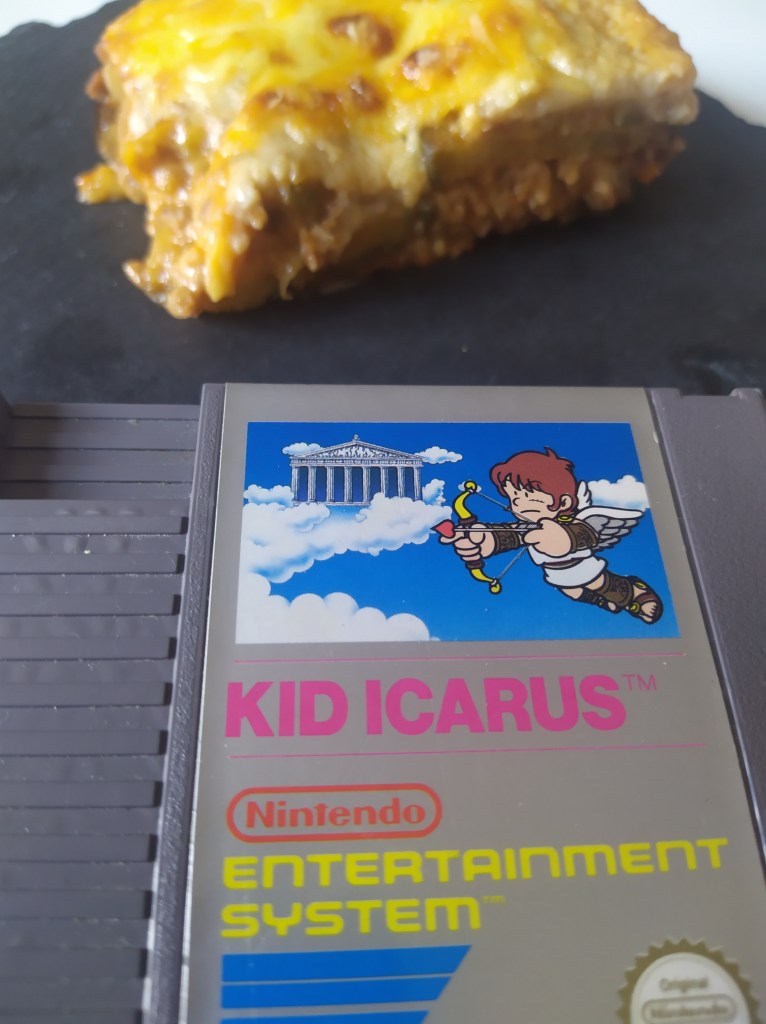 KID ICARUS™
Nintendo
ENTERTAINMENT
SYSTEM™
Original
Nintendo